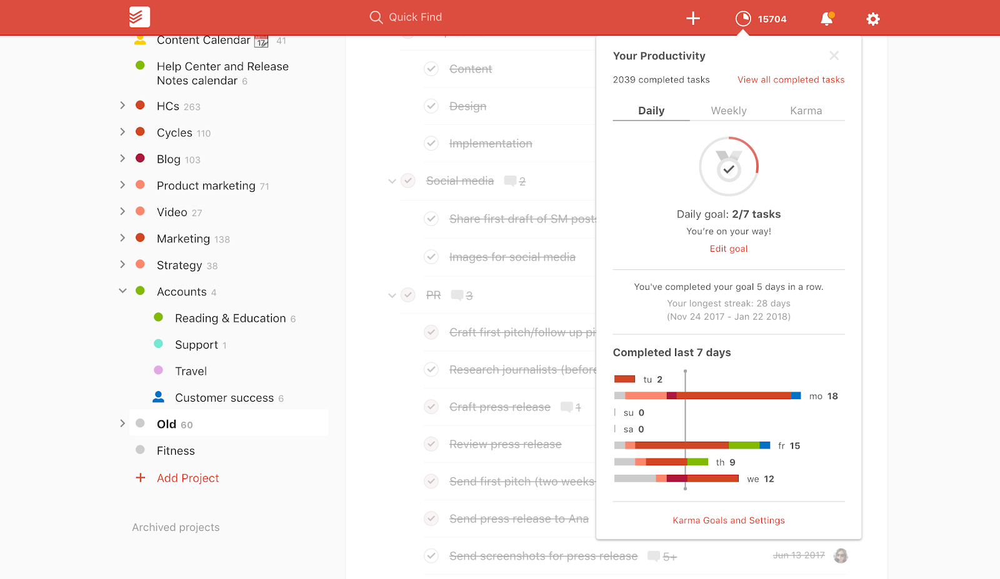 Quick Find
15704
Content Calendar 17 41
Help Center and Release
Notes calendar 6
HCs 263
Cycles 110
Blog 103
Product marketing 71
Video 27
Marketing 138
Strategy 38
Accounts 4
Reading & Education 6
Support 1
Travel
Customer success 6
Old 60
Fitness
+ Add Project
Archived projects
Content
Design
Implementation
Social media 2
Share first draft of SM posts
Images for social media
PR 3
Craft first pitch/follow up pi
Research journalists (before
Craft press release 1
Review press release
Send first pitch (two weeks
Send press release to Ana
Send screenshots for press release 5+
Jun 13 2017
Your Productivity
2039 completed tasks View all completed tasks
Daily Weekly Karma
Daily goal: 2/7 tasks
You're on your way!
Edit goal
You've completed your goal 5 days in a row.
Your longest streak: 28 days
(Nov 24 2017 - Jan 22 2018)
Completed last 7 days
tu 2
mo 18
su 0
sa 0
fr 15
th 9
we 12
Karma Goals and Settings